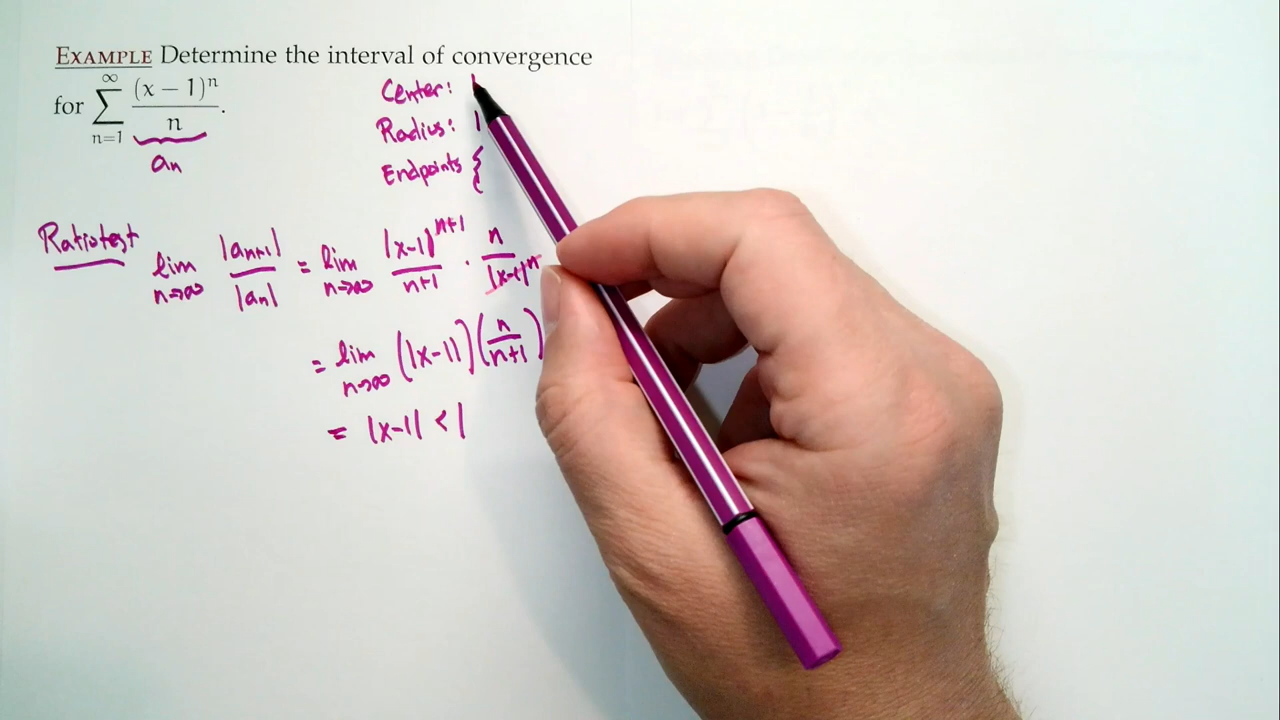 EXAMPLE Determine the interval of convergence
for ∑_{n=1}^{∞} (x − 1)^n / n .
a_n
Center: 1
Radius: 1
Endpoints {
Ratio test lim_{n→∞} |a_{n+1}| / |a_n| = lim_{n→∞} |x-1|^{n+1} / n+1 · n / |x-1|^n
= lim_{n→∞} (|x-1|)(n / n+1)
= |x-1| < 1